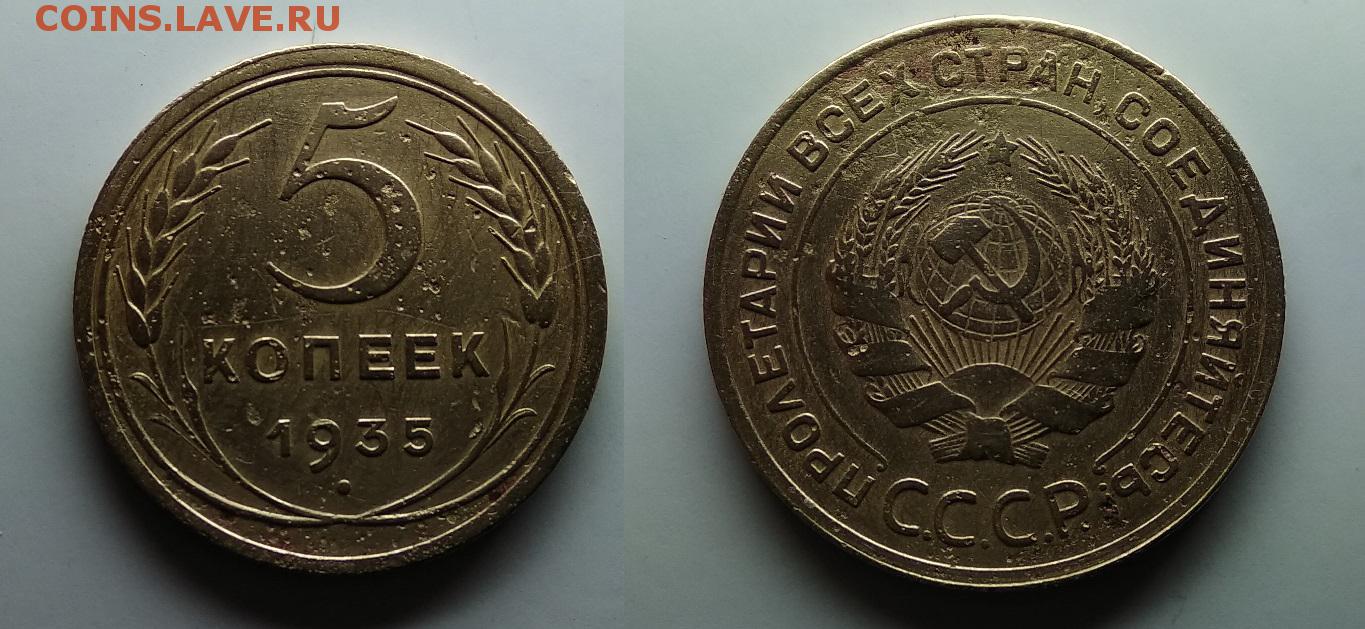 COINS.LAVE.RU
5
КОПЕЕК
1935
ПРОЛЕТАРИИ ВСЕХ СТРАН, СОЕДИНЯЙТЕСЬ!
С.С.С.Р.